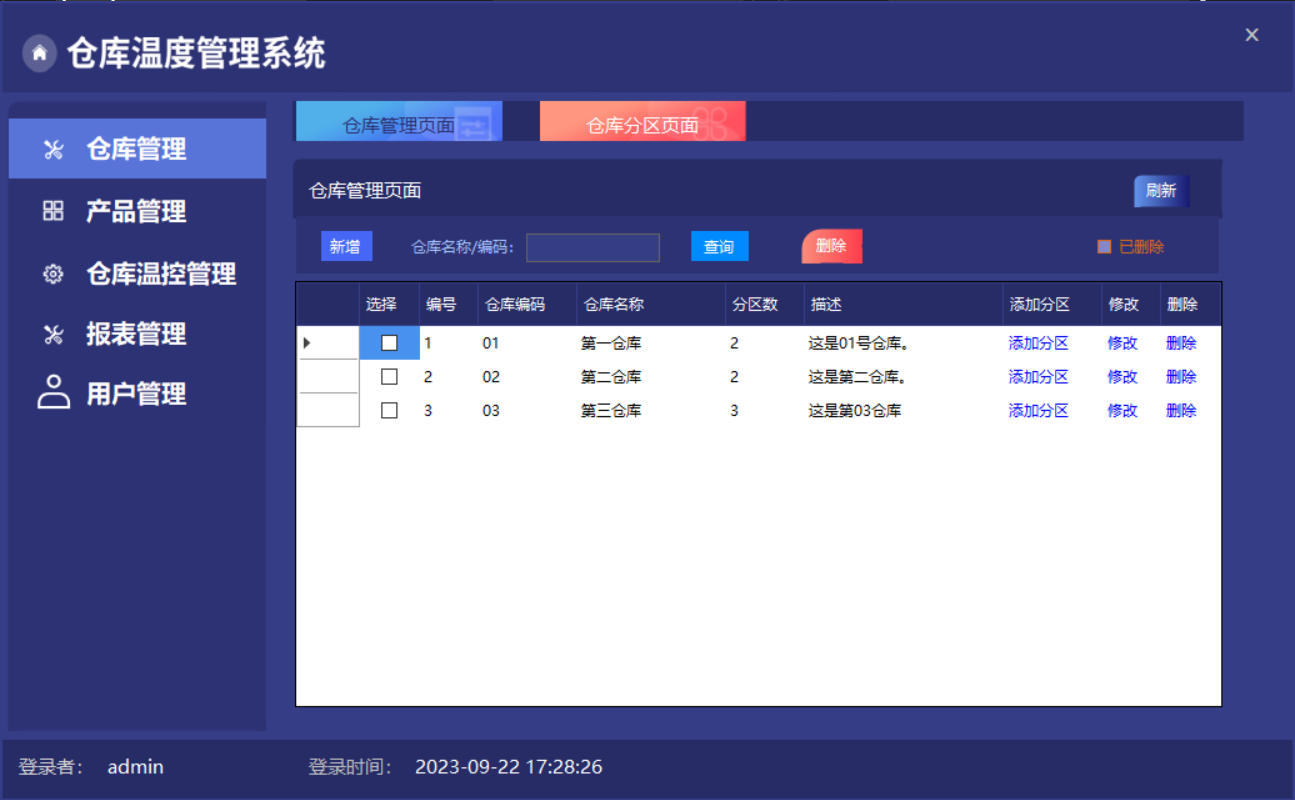 仓库温度管理系统
仓库管理
产品管理
仓库温控管理
报表管理
用户管理
仓库管理页面 仓库分区页面
仓库管理页面 刷新
新增 仓库名称/编码: 查询 删除 已删除
选择 编号 仓库编码 仓库名称 分区数 描述 添加分区 修改 删除
1 01 第一仓库 2 这是01号仓库。 添加分区 修改 删除
2 02 第二仓库 2 这是第二仓库。 添加分区 修改 删除
3 03 第三仓库 3 这是第03仓库 添加分区 修改 删除
登录者: admin 登录时间: 2023-09-22 17:28:26